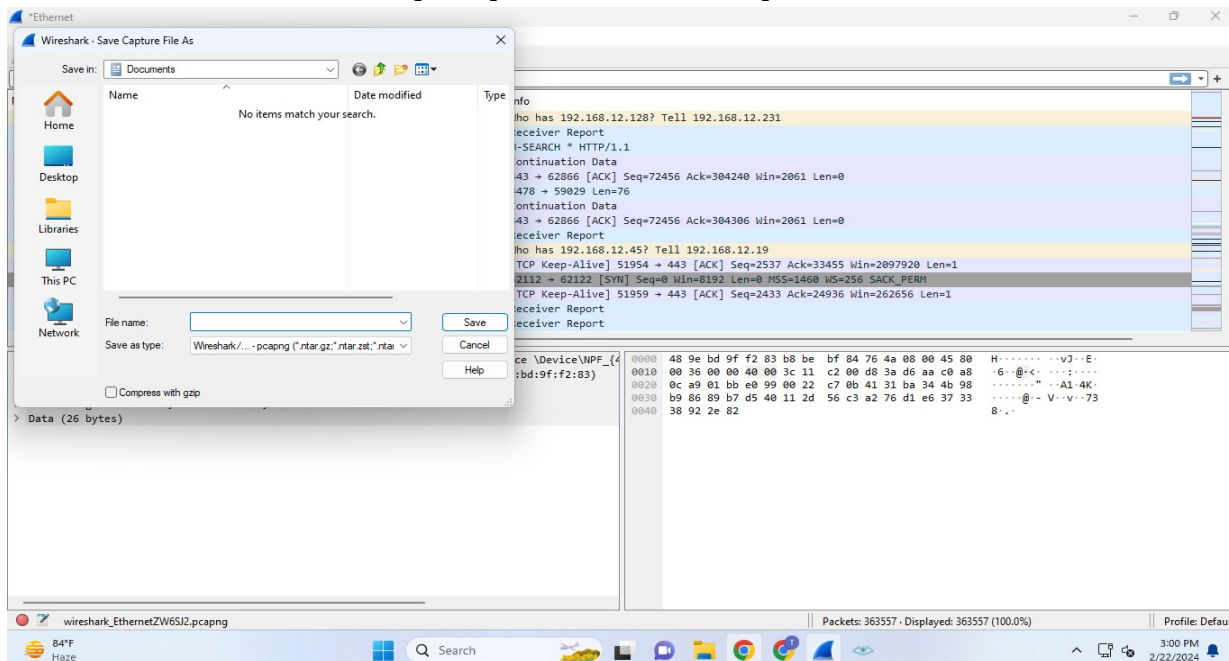 *Ethernet
Wireshark · Save Capture File As
Save in: Documents
Name Date modified Type
No items match your search.
Home
Desktop
Libraries
This PC
Network
File name: Save
Save as type: Wireshark/... - pcapng (*.ntar.gz;*.ntar.zst;*.ntar Cancel
Help
Compress with gzip
nfo
ho has 192.168.12.128? Tell 192.168.12.231
eceiver Report
-SEARCH * HTTP/1.1
ontinuation Data
43 → 62866 [ACK] Seq=72456 Ack=304240 Win=2061 Len=0
478 → 59029 Len=76
ontinuation Data
43 → 62866 [ACK] Seq=72456 Ack=304306 Win=2061 Len=0
eceiver Report
ho has 192.168.12.45? Tell 192.168.12.19
TCP Keep-Alive] 51954 → 443 [ACK] Seq=2537 Ack=33455 Win=2097920 Len=1
2112 → 62122 [SYN] Seq=0 Win=8192 Len=0 MSS=1460 WS=256 SACK_PERM
TCP Keep-Alive] 51959 → 443 [ACK] Seq=2433 Ack=24936 Win=262656 Len=1
eceiver Report
eceiver Report
ce \Device\NPF_{4
:bd:9f:f2:83)
> Data (26 bytes)
0000 48 9e bd 9f f2 83 b8 be bf 84 76 4a 08 00 45 80 H······· ··vJ··E·
0010 00 36 00 00 40 00 3c 11 c2 00 d8 3a d6 aa c0 a8 ·6··@·<· ···:····
0020 0c a9 01 bb e0 99 00 22 c7 0b 41 31 ba 34 4b 98 ·······" ··A1·4K·
0030 b9 86 89 b7 d5 40 11 2d 56 c3 a2 76 d1 e6 37 33 ·····@·- V··v··73
0040 38 92 2e 82 8·.·
wireshark_EthernetZW6SJ2.pcapng
Packets: 363557 · Displayed: 363557 (100.0%)
Profile: Defau
84°F
Haze
Search
3:00 PM
2/22/2024